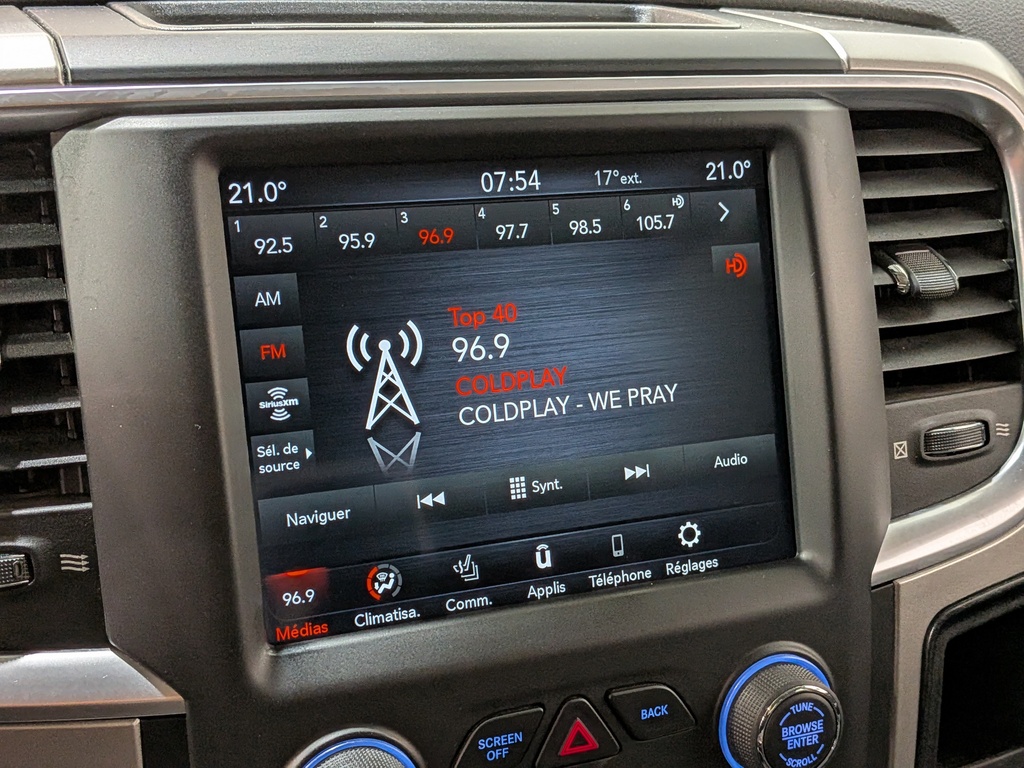 21.0° 07:54 17°ext. 21.0°
1 92.5 2 95.9 3 96.9 4 97.7 5 98.5 6 105.7 HD
HD
AM
FM
SiriusXM
Sél. de
source
Top 40
96.9
COLDPLAY
COLDPLAY - WE PRAY
Naviguer Synt. Audio
96.9
Médias Climatisa. Comm. Applis Téléphone Réglages
SCREEN
OFF
BACK
TUNE
BROWSE
ENTER
SCROLL